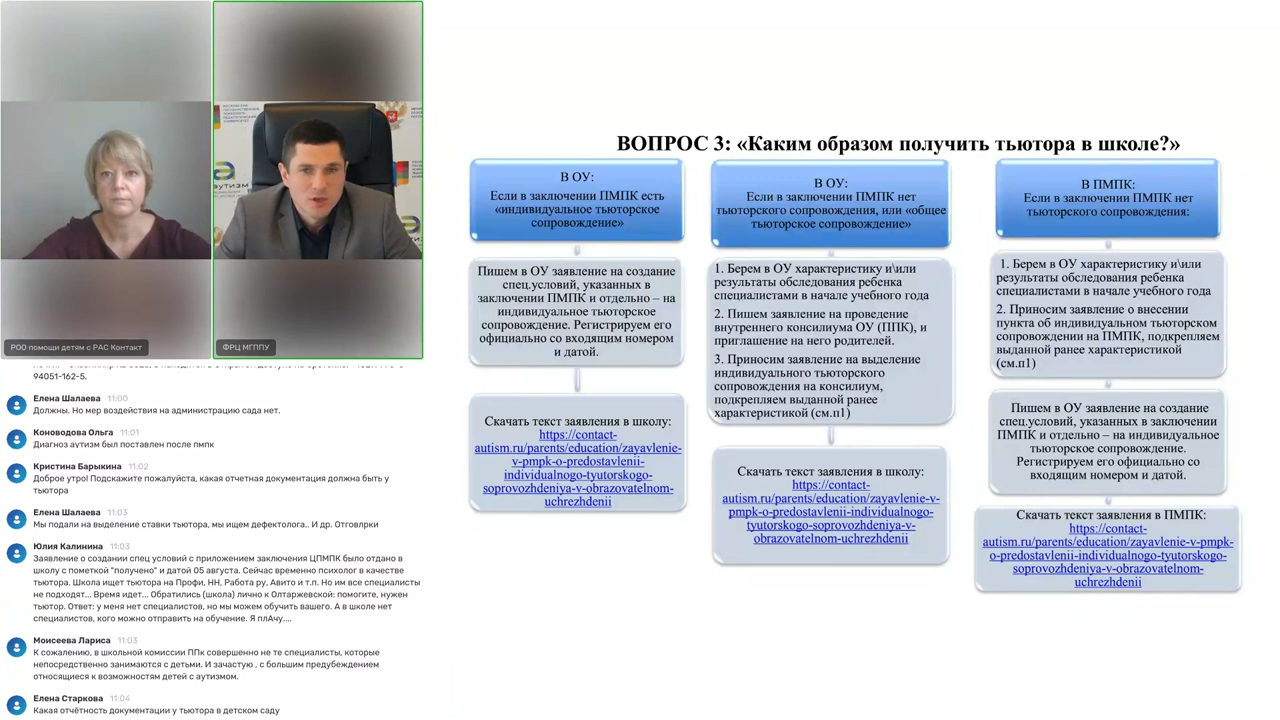 РОО помощи детям с РАС Контакт
ФРЦ МГППУ
аутизм
94051-162-5.
Елена Шалаева 11:00
Должны. Но мер воздействия на администрацию сада нет.
Коноводова Ольга 11:01
Диагноз аутизм был поставлен после пмпк
Кристина Барыкина 11:02
Доброе утро! Подскажите пожалуйста, какая отчетная документация должна быть у
тьютора
Елена Шалаева 11:03
Мы подали на выделение ставки тьютора, мы ищем дефектолога.. И др. Отговлрки
Юлия Калинина 11:03
Заявление о создании спец условий с приложением заключения ЦПМПК было отдано в
школу с пометкой "получено" и датой 05 августа. Сейчас временно психолог в качестве
тьютора. Школа ищет тьютора на Профи, НН, Работа ру, Авито и т.п. Но им все специалисты
не подходят... Время идет... Обратились (школа) лично к Олтаржевской: помогите, нужен
тьютор. Ответ: у меня нет специалистов, но мы можем обучить вашего. А в школе нет
специалистов, кого можно отправить на обучение. Я плАчу....
Моисеева Лариса 11:03
К сожалению, в школьной комиссии ППк совершенно не те специалисты, которые
непосредственно занимаются с детьми. И зачастую , с большим предубеждением
относящиеся к возможностям детей с аутизмом.
Елена Старкова 11:04
Какая отчётность документации у тьютора в детском саду
ВОПРОС 3: «Каким образом получить тьютора в школе?»
В ОУ:
Если в заключении ПМПК есть
«индивидуальное тьюторское
сопровождение»
Пишем в ОУ заявление на создание
спец.условий, указанных в
заключении ПМПК и отдельно – на
индивидуальное тьюторское
сопровождение. Регистрируем его
официально со входящим номером
и датой.
Скачать текст заявления в школу:
https://contact-
autism.ru/parents/education/zayavlenie-
v-pmpk-o-predostavlenii-
individualnogo-tyutorskogo-
soprovozhdeniya-v-obrazovatelnom-
uchrezhdenii
В ОУ:
Если в заключении ПМПК нет
тьюторского сопровождения, или «общее
тьюторское сопровождение»
1. Берем в ОУ характеристику и\или
результаты обследования ребенка
специалистами в начале учебного года
2. Пишем заявление на проведение
внутреннего консилиума ОУ (ППК), и
приглашение на него родителей.
3. Приносим заявление на выделение
индивидуального тьюторского
сопровождения на консилиум,
подкрепляем выданной ранее
характеристикой (см.п1)
Скачать текст заявления в школу:
https://contact-
autism.ru/parents/education/zayavlenie-v-
pmpk-o-predostavlenii-individualnogo-
tyutorskogo-soprovozhdeniya-v-
obrazovatelnom-uchrezhdenii
В ПМПК:
Если в заключении ПМПК нет
тьюторского сопровождения:
1. Берем в ОУ характеристику и\или
результаты обследования ребенка
специалистами в начале учебного года
2. Приносим заявление о внесении
пункта об индивидуальном тьюторском
сопровождении на ПМПК, подкрепляем
выданной ранее характеристикой
(см.п1)
Пишем в ОУ заявление на создание
спец.условий, указанных в заключении
ПМПК и отдельно – на индивидуальное
тьюторское сопровождение.
Регистрируем его официально со
входящим номером и датой.
Скачать текст заявления в ПМПК:
https://contact-
autism.ru/parents/education/zayavlenie-v-pmpk-
o-predostavlenii-individualnogo-tyutorskogo-
soprovozhdeniya-v-obrazovatelnom-
uchrezhdenii